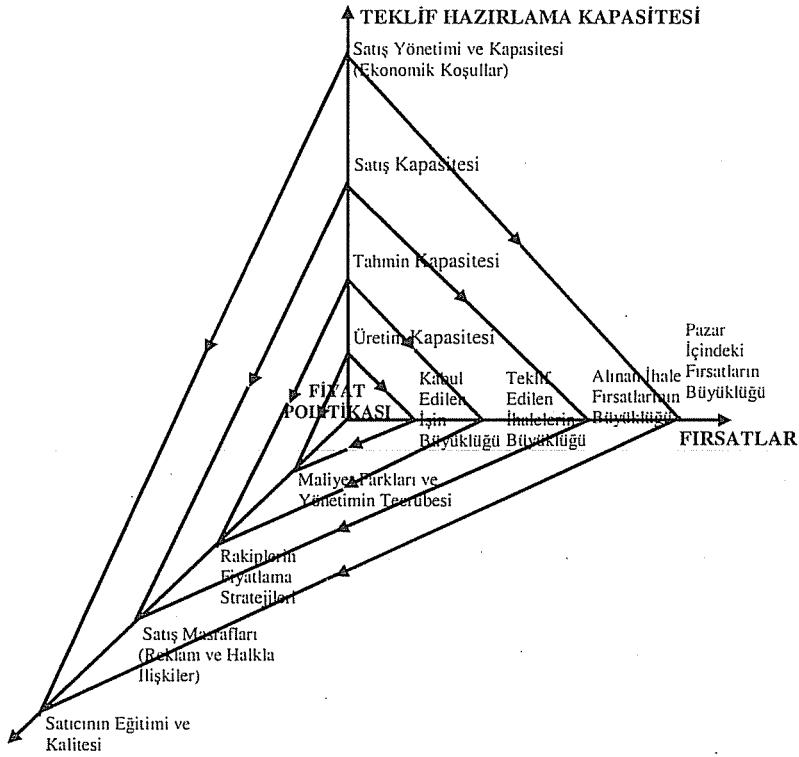 TEKLİF HAZIRLAMA KAPASİTESİ
Satış Yönetimi ve Kapasitesi
(Ekonomik Koşullar)
Satış Kapasitesi
Tahmin Kapasitesi
Üretim Kapasitesi
FİYAT
POLİTİKASI
Kabul
Edilen
İşin
Büyüklüğü
Teklif
Edilen
İhalelerin
Büyüklüğü
Alınan İhale
Fırsatlarının
Büyüklüğü
Pazar
İçindeki
Fırsatların
Büyüklüğü
FIRSATLAR
Maliyet Farkları ve
Yönetimin Tecrübesi
Rakiplerin
Fiyatlama
Stratejileri
Satış Masrafları
(Reklam ve Halkla
İlişkiler)
Satıcının Eğitimi ve
Kalitesi